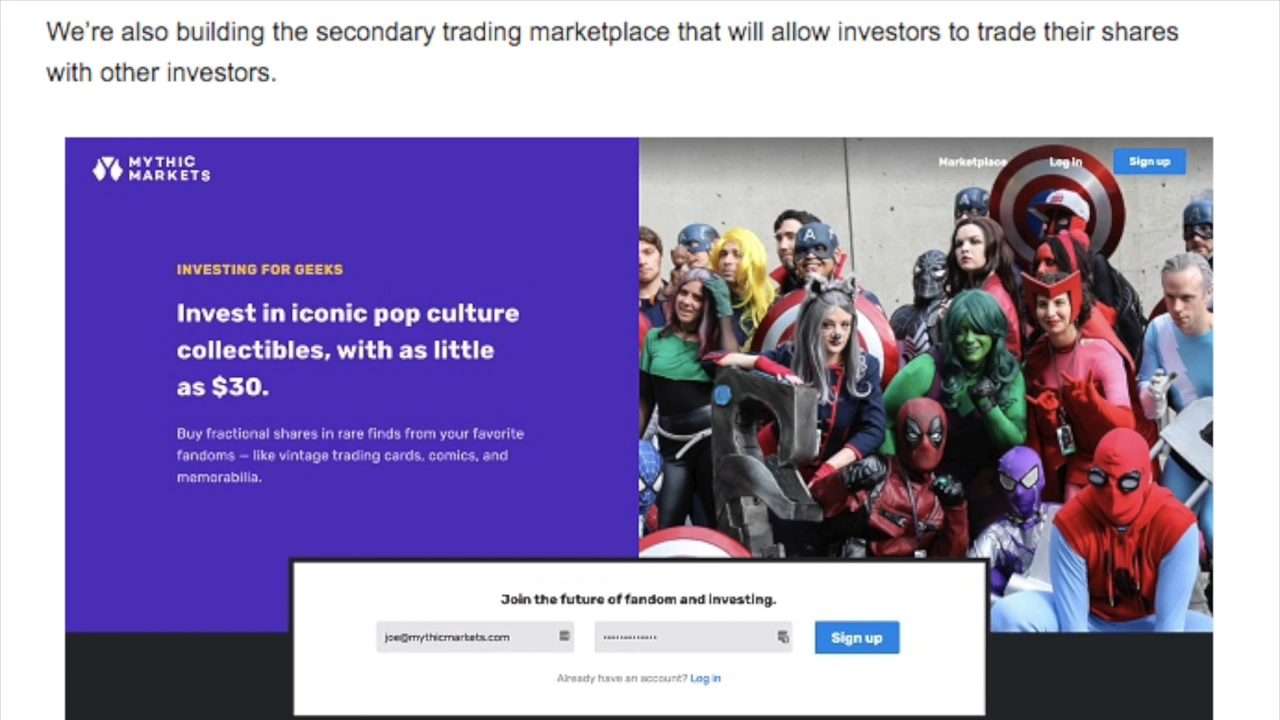 We’re also building the secondary trading marketplace that will allow investors to trade their shares
with other investors.
MYTHIC
MARKETS
Marketplace
Log in
Sign up
INVESTING FOR GEEKS
Invest in iconic pop culture
collectibles, with as little
as $30.
Buy fractional shares in rare finds from your favorite
fandoms — like vintage trading cards, comics, and
memorabilia.
A
A
Join the future of fandom and investing.
joe@mythicmarkets.com
Sign up
Already have an account? Log in